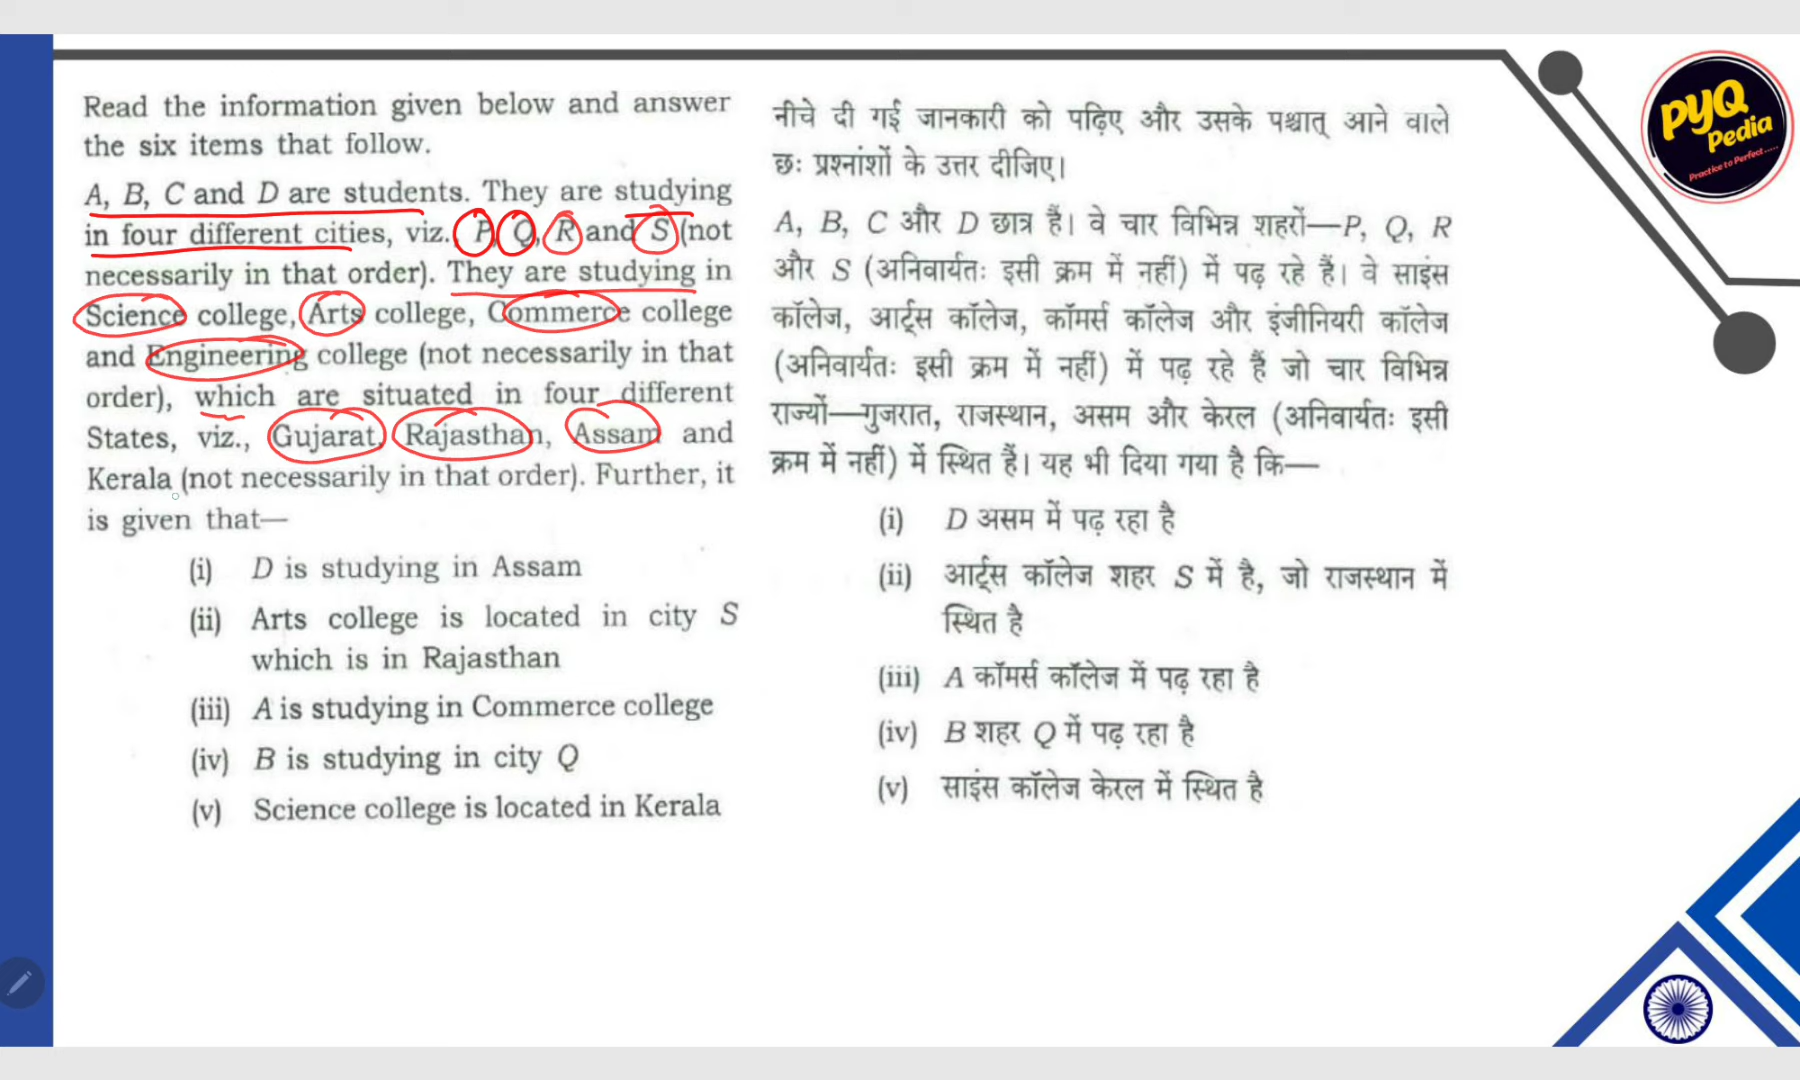 Read the information given below and answer
the six items that follow.
A, B, C and D are students. They are studying
in four different cities, viz., P, Q, R and S (not
necessarily in that order). They are studying in
Science college, Arts college, Commerce college
and Engineering college (not necessarily in that
order), which are situated in four different
States, viz., Gujarat, Rajasthan, Assam and
Kerala (not necessarily in that order). Further, it
is given that—
(i) D is studying in Assam
(ii) Arts college is located in city S
which is in Rajasthan
(iii) A is studying in Commerce college
(iv) B is studying in city Q
(v) Science college is located in Kerala
नीचे दी गई जानकारी को पढ़िए और उसके पश्चात् आने वाले
छः प्रश्नांशों के उत्तर दीजिए।
A, B, C और D छात्र हैं। वे चार विभिन्न शहरों—P, Q, R
और S (अनिवार्यतः इसी क्रम में नहीं) में पढ़ रहे हैं। वे साइंस
कॉलेज, आर्ट्स कॉलेज, कॉमर्स कॉलेज और इंजीनियरी कॉलेज
(अनिवार्यतः इसी क्रम में नहीं) में पढ़ रहे हैं जो चार विभिन्न
राज्यों—गुजरात, राजस्थान, असम और केरल (अनिवार्यतः इसी
क्रम में नहीं) में स्थित हैं। यह भी दिया गया है कि—
(i) D असम में पढ़ रहा है
(ii) आर्ट्स कॉलेज शहर S में है, जो राजस्थान में
स्थित है
(iii) A कॉमर्स कॉलेज में पढ़ रहा है
(iv) B शहर Q में पढ़ रहा है
(v) साइंस कॉलेज केरल में स्थित है
PYQ
Pedia
Practice to Perfect.....